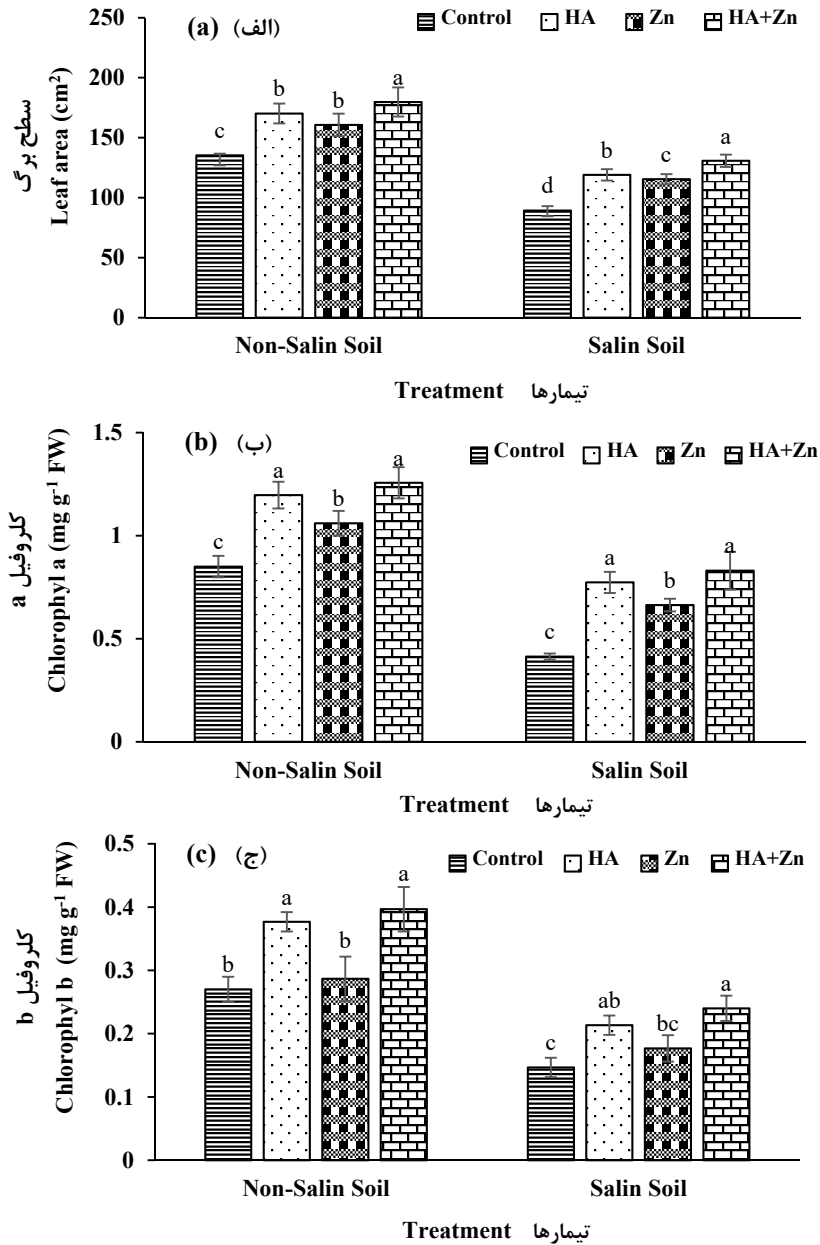 (a) (الف)
Control HA Zn HA+Zn
سطح برگ
Leaf area (cm²)
250
200
150
100
50
0
c b b a d b c a
Non-Salin Soil Salin Soil
Treatment تیمارها
(b) (ب)
Control HA Zn HA+Zn
کلروفیل a
Chlorophyl a (mg g⁻¹ FW)
1.5
1
0.5
0
c a b a c a b a
Non-Salin Soil Salin Soil
Treatment تیمارها
(c) (ج)
Control HA Zn HA+Zn
کلروفیل b
Chlorophyl b (mg g⁻¹ FW)
0.5
0.4
0.3
0.2
0.1
0
b a b a c ab bc a
Non-Salin Soil Salin Soil
Treatment تیمارها